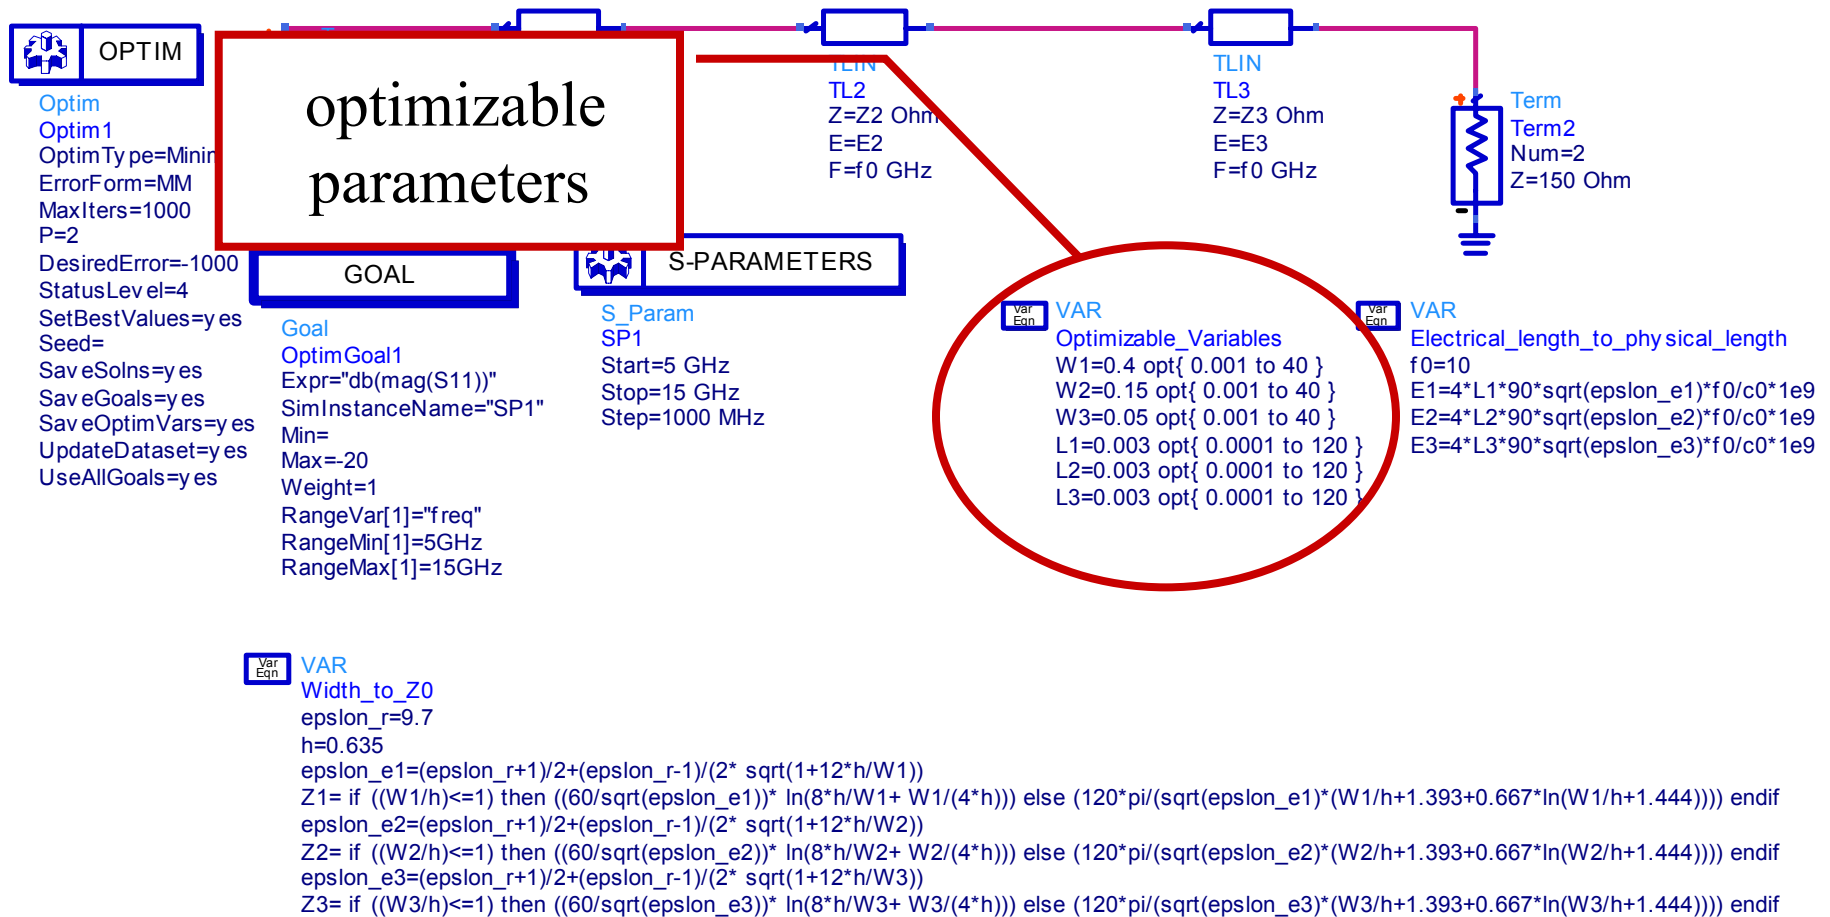 OPTIM
Optim
Optim1
OptimType=Minin
ErrorForm=MM
MaxIters=1000
P=2
DesiredError=-1000
StatusLevel=4
SetBestValues=yes
Seed=
SaveSolns=yes
SaveGoals=yes
SaveOptimVars=yes
UpdateDataset=yes
UseAllGoals=yes
optimizable
parameters
TLIN
TL2
Z=Z2 Ohm
E=E2
F=f0 GHz
TLIN
TL3
Z=Z3 Ohm
E=E3
F=f0 GHz
Term
Term2
Num=2
Z=150 Ohm
GOAL
Goal
OptimGoal1
Expr="db(mag(S11))"
SimInstanceName="SP1"
Min=
Max=-20
Weight=1
RangeVar[1]="freq"
RangeMin[1]=5GHz
RangeMax[1]=15GHz
S-PARAMETERS
S_Param
SP1
Start=5 GHz
Stop=15 GHz
Step=1000 MHz
Var
Eqn
VAR
Optimizable_Variables
W1=0.4 opt{ 0.001 to 40 }
W2=0.15 opt{ 0.001 to 40 }
W3=0.05 opt{ 0.001 to 40 }
L1=0.003 opt{ 0.0001 to 120 }
L2=0.003 opt{ 0.0001 to 120 }
L3=0.003 opt{ 0.0001 to 120 }
Var
Eqn
VAR
Electrical_length_to_physical_length
f0=10
E1=4*L1*90*sqrt(epslon_e1)*f0/c0*1e9
E2=4*L2*90*sqrt(epslon_e2)*f0/c0*1e9
E3=4*L3*90*sqrt(epslon_e3)*f0/c0*1e9
Var
Eqn
VAR
Width_to_Z0
epslon_r=9.7
h=0.635
epslon_e1=(epslon_r+1)/2+(epslon_r-1)/(2* sqrt(1+12*h/W1))
Z1= if ((W1/h)<=1) then ((60/sqrt(epslon_e1))* ln(8*h/W1+ W1/(4*h))) else (120*pi/(sqrt(epslon_e1)*(W1/h+1.393+0.667*ln(W1/h+1.444)))) endif
epslon_e2=(epslon_r+1)/2+(epslon_r-1)/(2* sqrt(1+12*h/W2))
Z2= if ((W2/h)<=1) then ((60/sqrt(epslon_e2))* ln(8*h/W2+ W2/(4*h))) else (120*pi/(sqrt(epslon_e2)*(W2/h+1.393+0.667*ln(W2/h+1.444)))) endif
epslon_e3=(epslon_r+1)/2+(epslon_r-1)/(2* sqrt(1+12*h/W3))
Z3= if ((W3/h)<=1) then ((60/sqrt(epslon_e3))* ln(8*h/W3+ W3/(4*h))) else (120*pi/(sqrt(epslon_e3)*(W3/h+1.393+0.667*ln(W3/h+1.444)))) endif